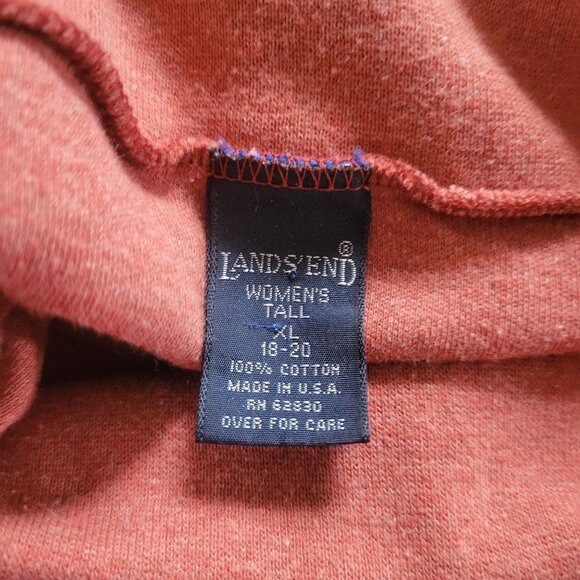 LANDS' END®
WOMEN'S
TALL
XL
18-20
100% COTTON
MADE IN U.S.A.
RN 62830
OVER FOR CARE